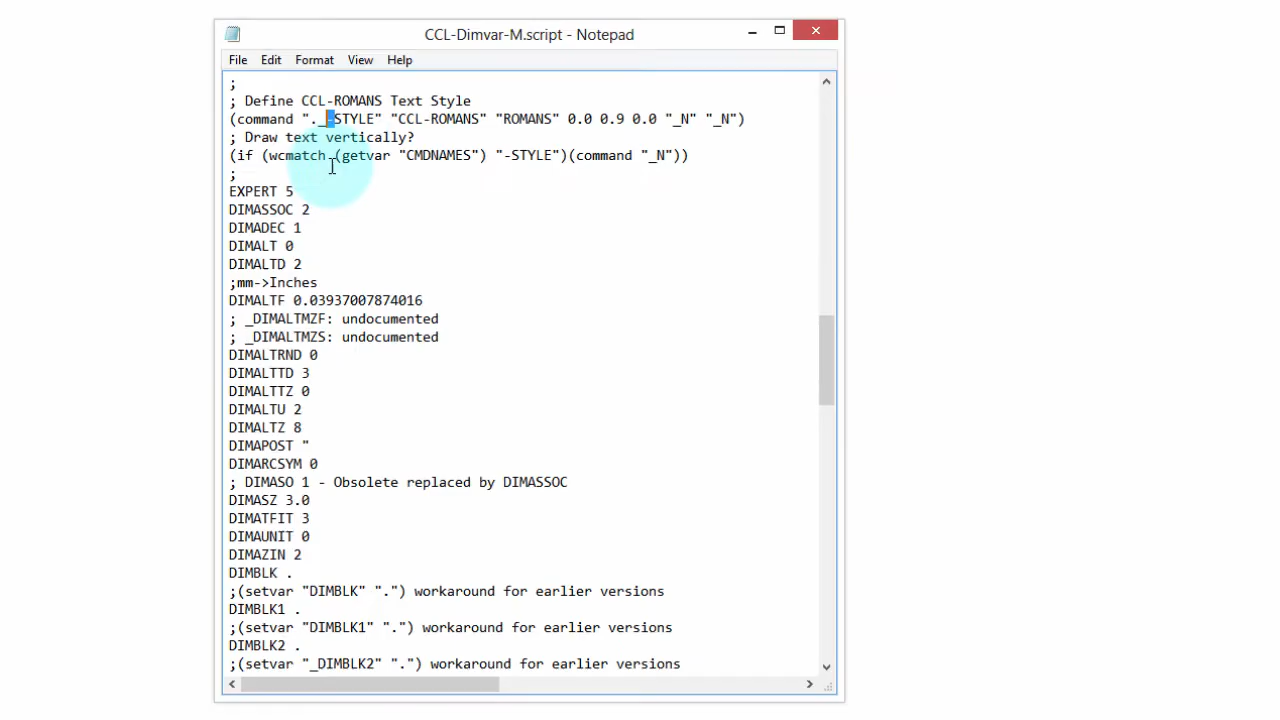 CCL-Dimvar-M.script - Notepad
File Edit Format View Help
;
; Define CCL-ROMANS Text Style
(command "._-STYLE" "CCL-ROMANS" "ROMANS" 0.0 0.9 0.0 "_N" "_N")
; Draw text vertically?
(if (wcmatch (getvar "CMDNAMES") "-STYLE")(command "_N"))
;
EXPERT 5
DIMASSOC 2
DIMADEC 1
DIMALT 0
DIMALTD 2
;mm->Inches
DIMALTF 0.03937007874016
; _DIMALTMZF: undocumented
; _DIMALTMZS: undocumented
DIMALTRND 0
DIMALTTD 3
DIMALTTZ 0
DIMALTU 2
DIMALTZ 8
DIMAPOST "
DIMARCSYM 0
; DIMASO 1 - Obsolete replaced by DIMASSOC
DIMASZ 3.0
DIMATFIT 3
DIMAUNIT 0
DIMAZIN 2
DIMBLK .
;(setvar "DIMBLK" ".") workaround for earlier versions
DIMBLK1 .
;(setvar "DIMBLK1" ".") workaround for earlier versions
DIMBLK2 .
;(setvar "_DIMBLK2" ".") workaround for earlier versions